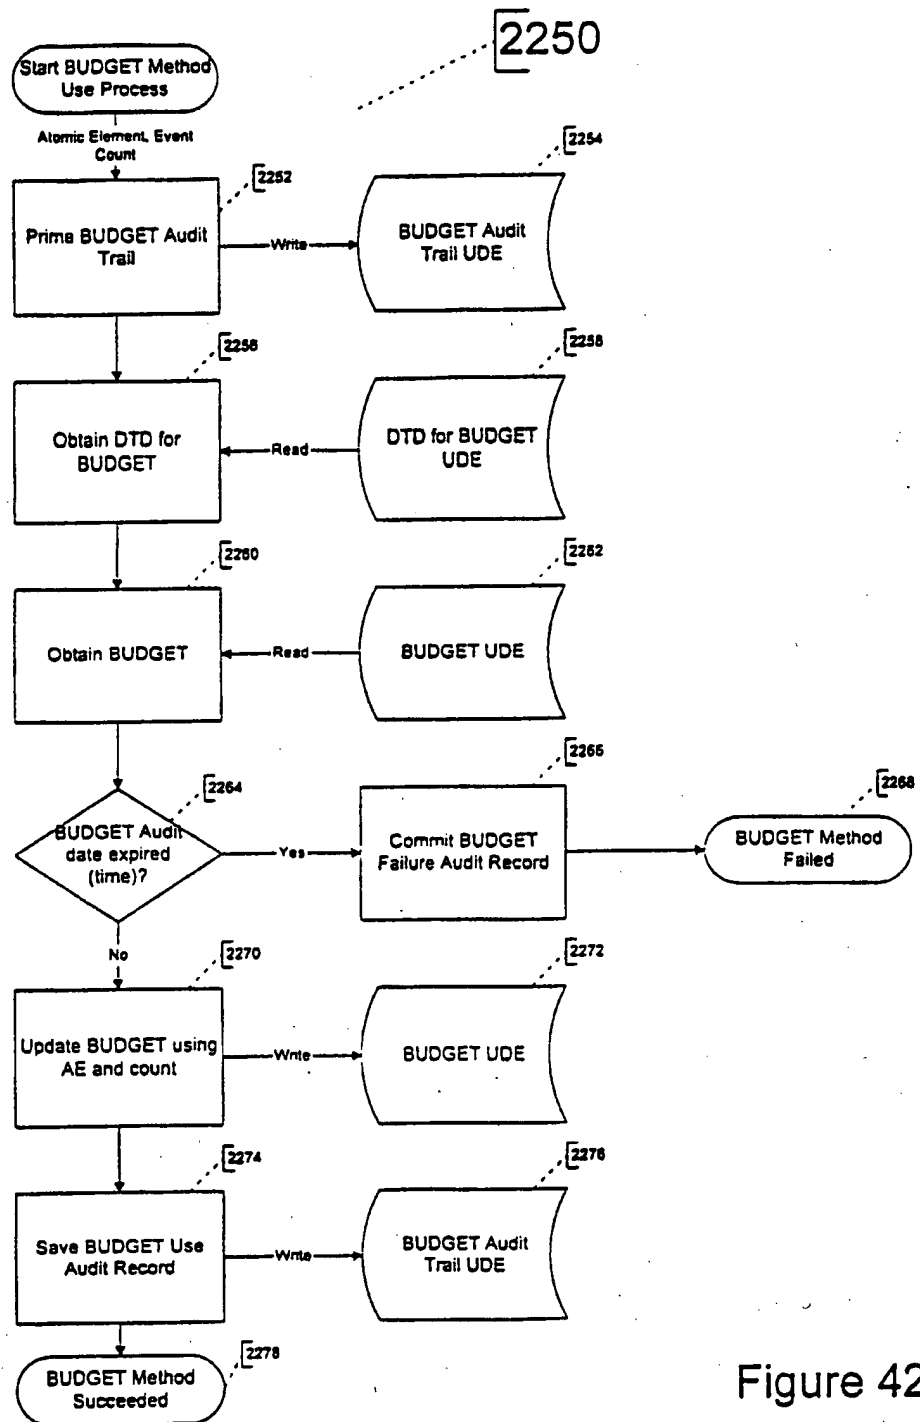 2250
Start BUDGET Method
Use Process
Atomic Element, Event
Count
2252
Prime BUDGET Audit
Trail
Write
2254
BUDGET Audit
Trail UDE
2256
Obtain DTD for
BUDGET
Read
2258
DTD for BUDGET
UDE
2260
Obtain BUDGET
Read
2262
BUDGET UDE
2264
BUDGET Audit
date expired
(time)?
Yes
2266
Commit BUDGET
Failure Audit Record
2268
BUDGET Method
Failed
No
2270
Update BUDGET using
AE and count
Write
2272
BUDGET UDE
2274
Save BUDGET Use
Audit Record
Write
2276
BUDGET Audit
Trail UDE
2278
BUDGET Method
Succeeded
Figure 42